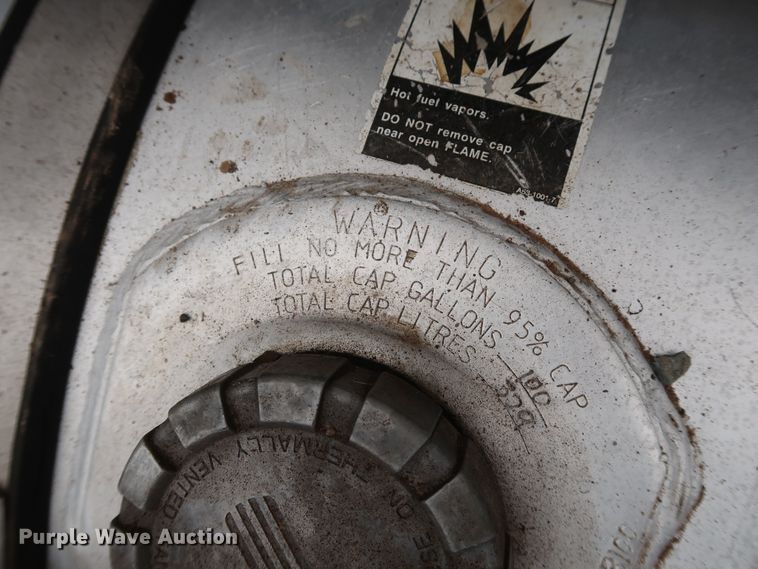 Hot fuel vapors.
DO NOT remove cap
near open FLAME.
WARNING
FILL NO MORE THAN 95% CAP
TOTAL CAP GALLONS 100
TOTAL CAP LITRES
THERMALLY VENTED
ON
Purple Wave Auction